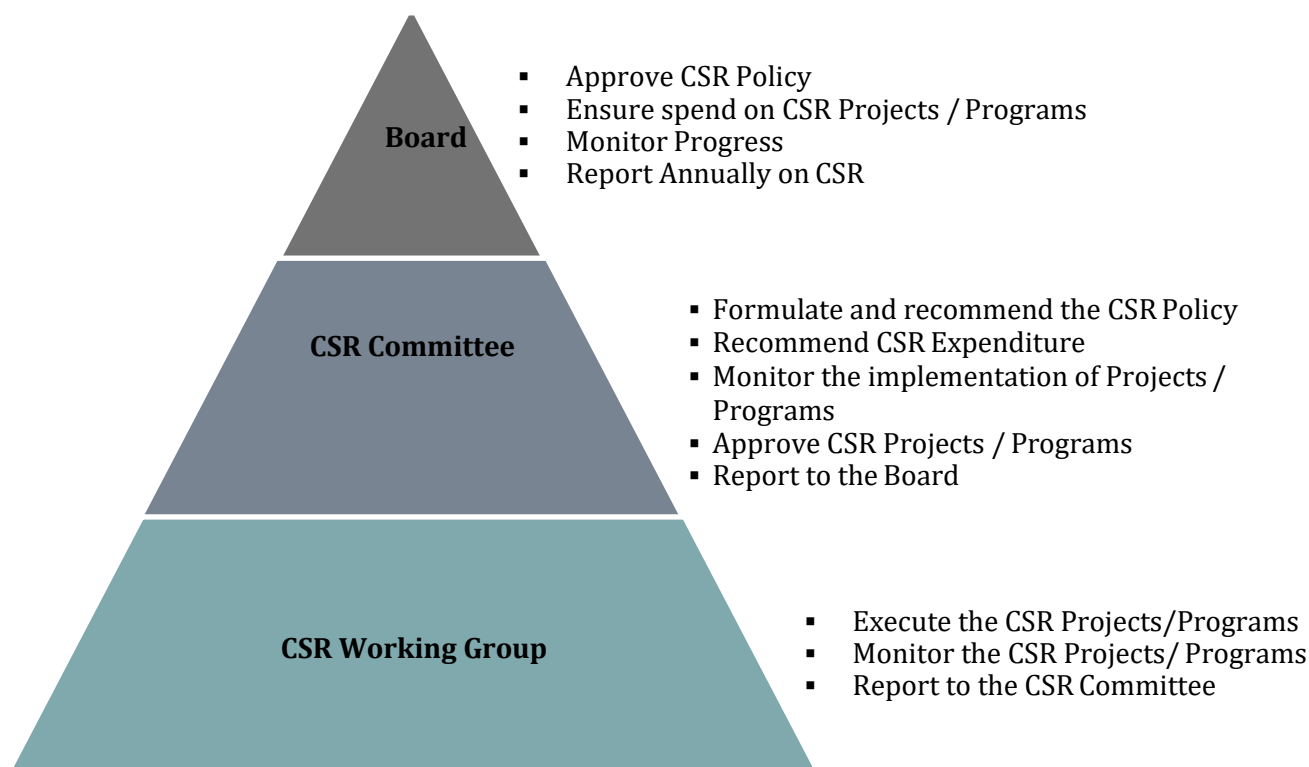 Board
▪ Approve CSR Policy
▪ Ensure spend on CSR Projects / Programs
▪ Monitor Progress
▪ Report Annually on CSR
CSR Committee
▪ Formulate and recommend the CSR Policy
▪ Recommend CSR Expenditure
▪ Monitor the implementation of Projects /
Programs
▪ Approve CSR Projects / Programs
▪ Report to the Board
CSR Working Group
▪ Execute the CSR Projects/Programs
▪ Monitor the CSR Projects/ Programs
▪ Report to the CSR Committee